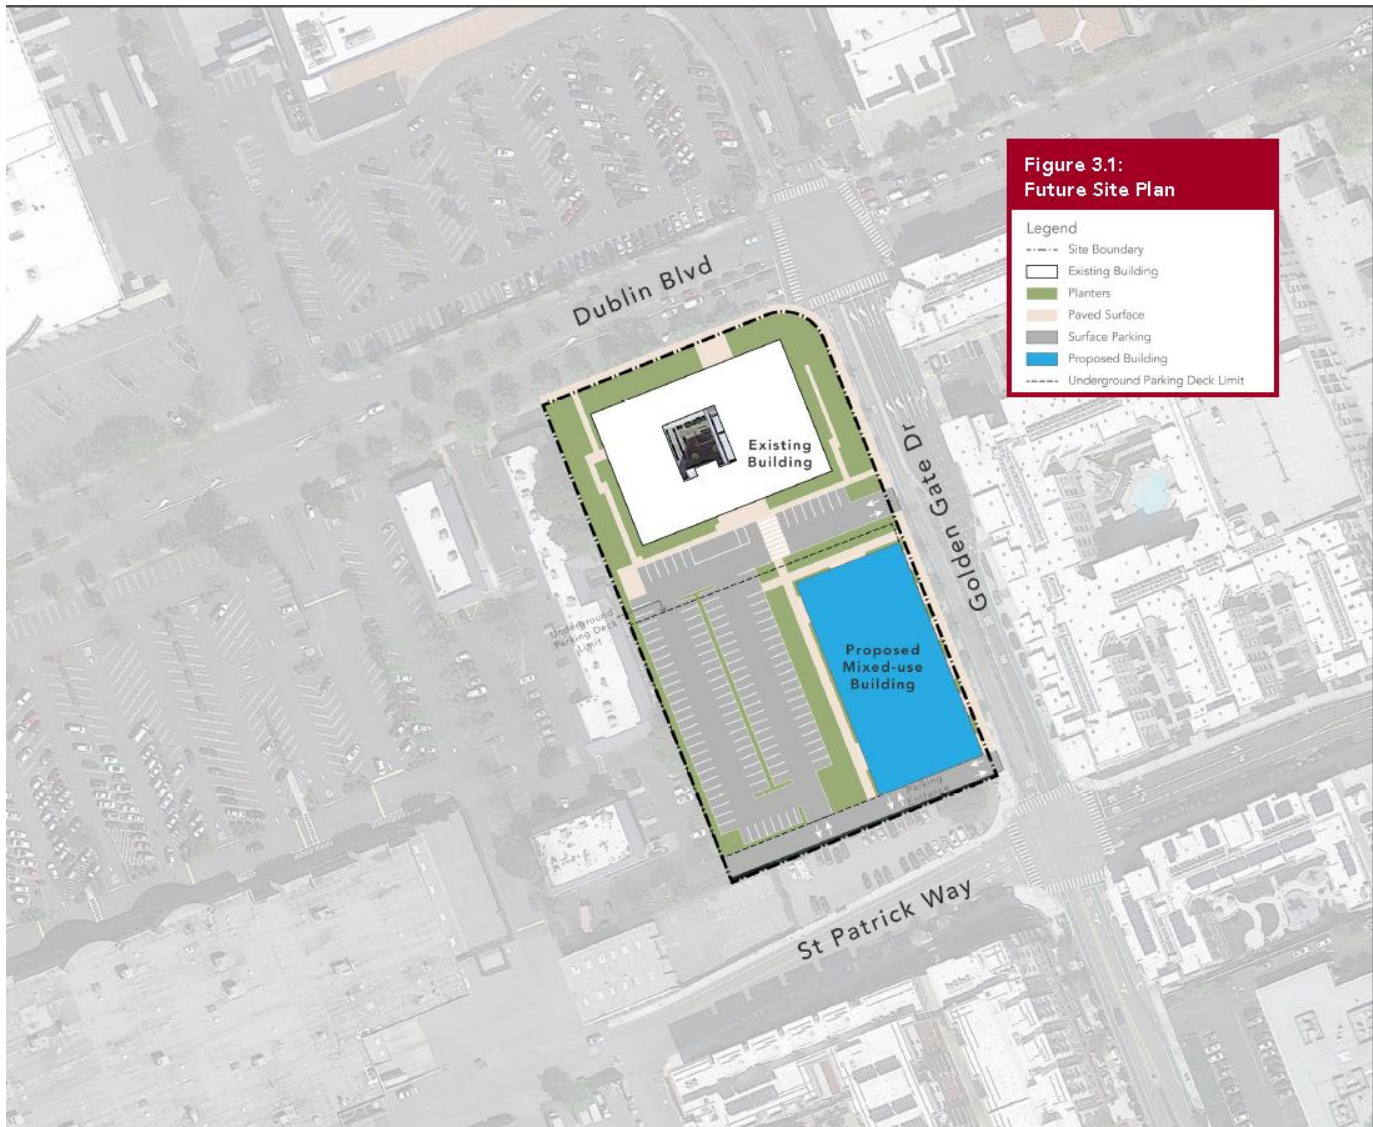 Figure 3.1:
Future Site Plan
Legend
Site Boundary
Existing Building
Planters
Paved Surface
Surface Parking
Proposed Building
Underground Parking Deck Limit
Dublin Blvd
Existing
Building
Golden Gate Dr
Underground
Parking Deck
Limit
Proposed
Mixed-use
Building
Parking
Entrance
St Patrick Way